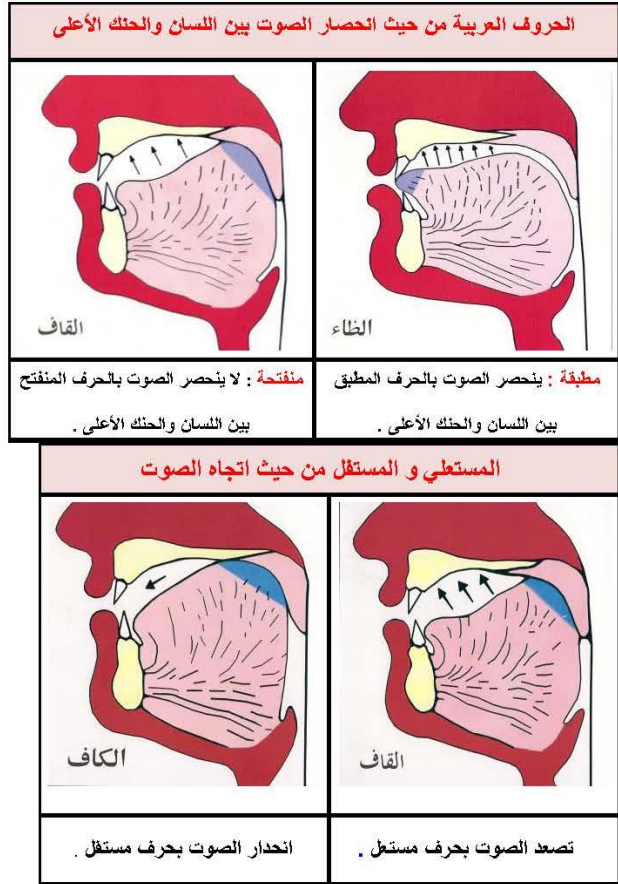 الحروف العربية من حيث انحصار الصوت بين اللسان والحنك الأعلى
الظاء
القاف
مطبقة : ينحصر الصوت بالحرف المطبق
بين اللسان والحنك الأعلى .
منفتحة : لا ينحصر الصوت بالحرف المنفتح
بين اللسان والحنك الأعلى .
المستعلي و المستفل من حيث اتجاه الصوت
القاف
الكاف
تصعد الصوت بحرف مستعل .
انحدار الصوت بحرف مستفل .